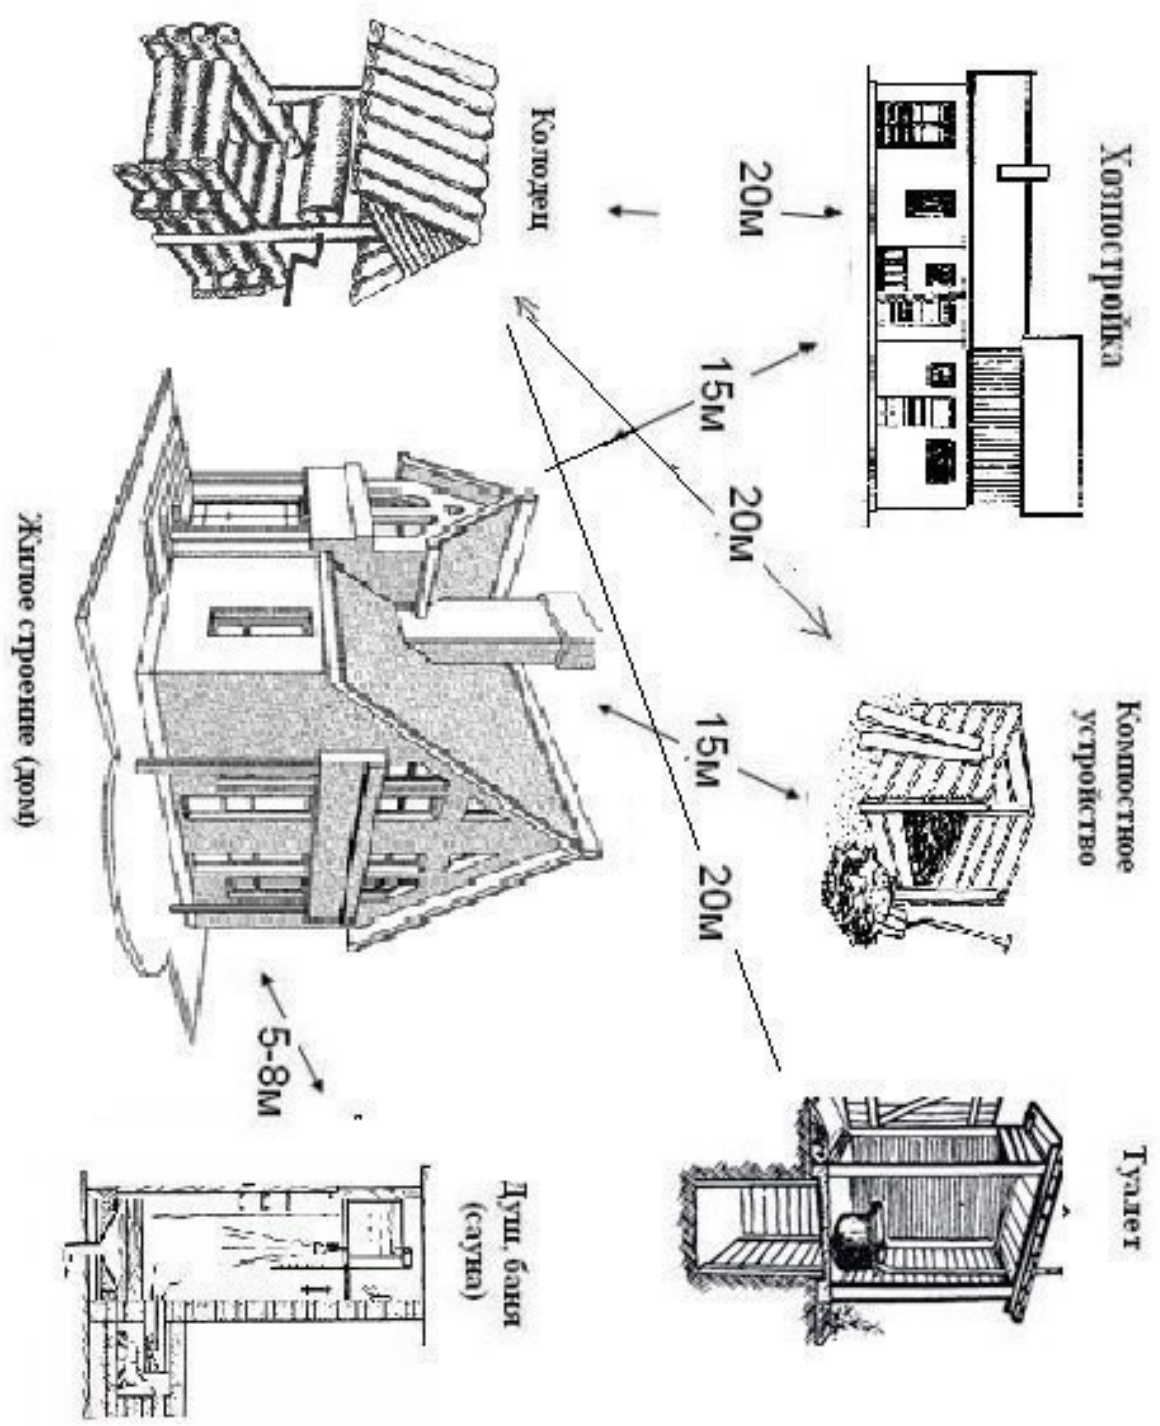 Хозпостройка
Компостное
устройство
Туалет
20м
20м
15м
15м
20м
Колодец
Душ, баня
(сауна)
5-8м
Жилое строение (дом)